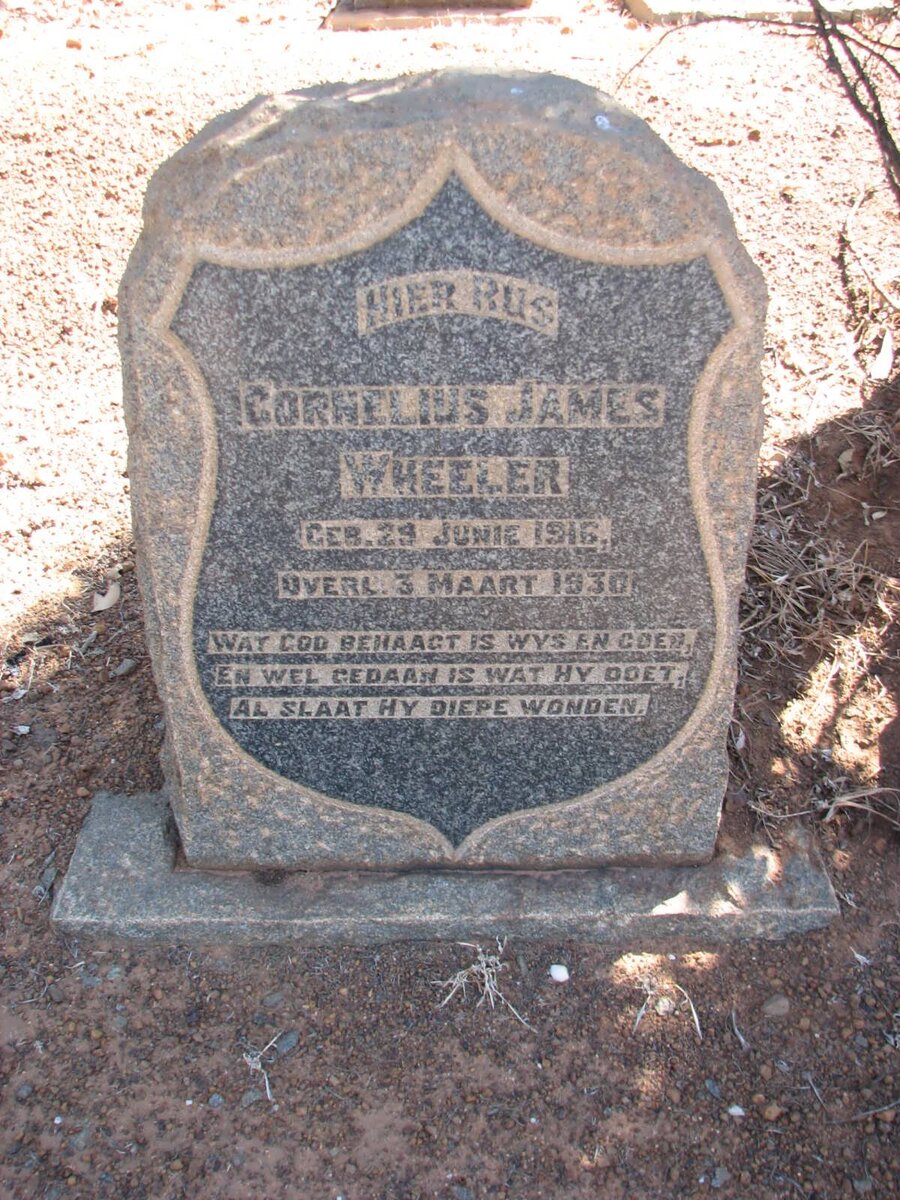 HIER RUS
CORNELIUS JAMES
WHEELER
GEB. 29 JUNIE 1916,
OVERL. 3 MAART 1930.
WAT GOD BEHAAGT IS WYS EN GOED,
EN WEL GEDAAN IS WAT HY DOET,
AL SLAAT HY DIEPE WONDEN.